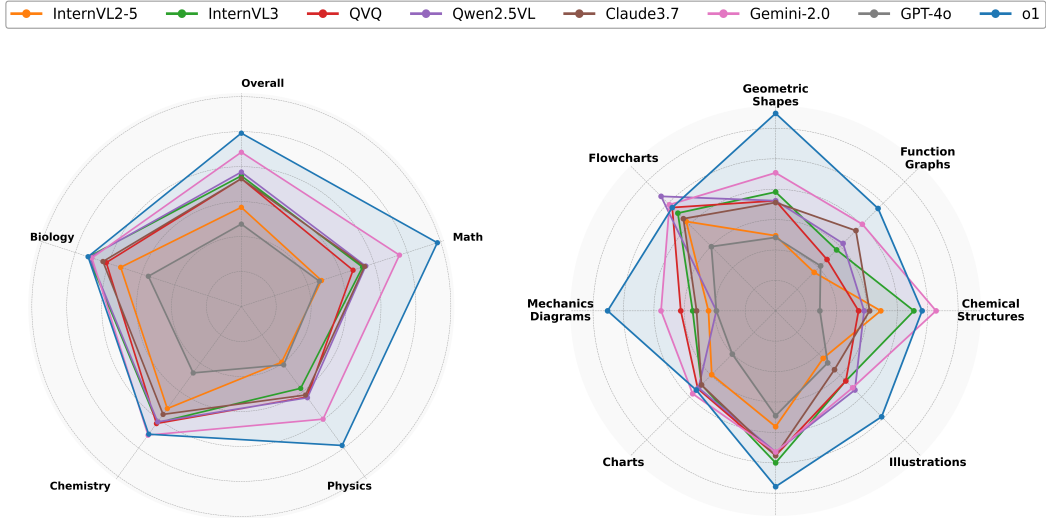 InternVL2-5 InternVL3 QVQ Qwen2.5VL Claude3.7 Gemini-2.0 GPT-4o o1
Overall
Math
Physics
Chemistry
Biology
Geometric
Shapes
Function
Graphs
Chemical
Structures
Illustrations
Charts
Mechanics
Diagrams
Flowcharts